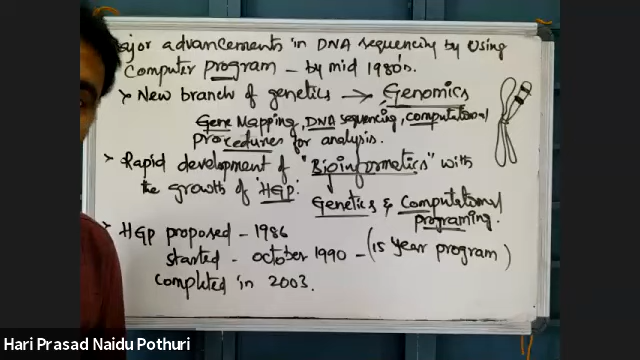 ajor advancements in DNA sequencing by using
Computer program - by mid 1980's.
➤ New branch of genetics → Genomics
Gene Mapping, DNA sequencing, computational
procedures for analysis.
➤ Rapid development of "Bioinformatics" with
the growth of "HGP".
Genetics & Computational
programing.
➤ HGP proposed - 1986
started - october 1990 - (15 year program)
completed in 2003.
Hari Prasad Naidu Pothuri